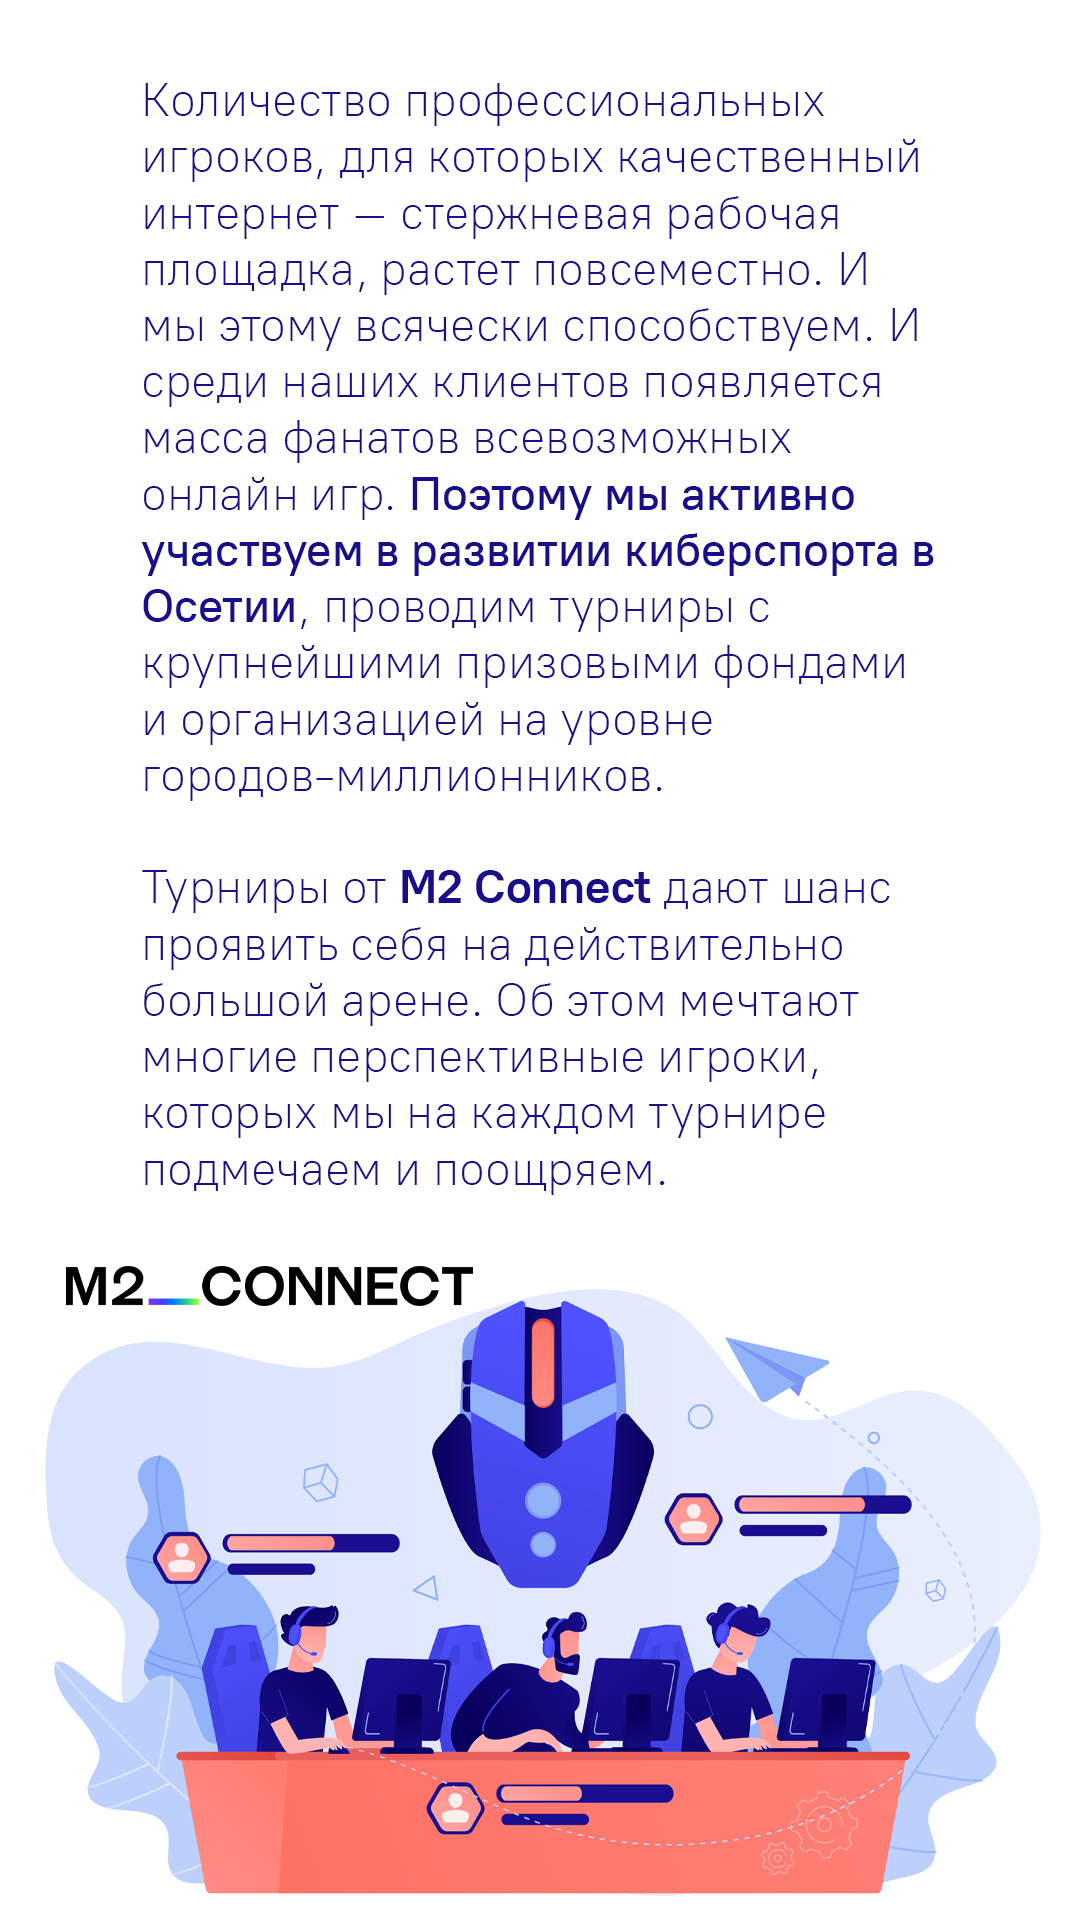 Количество профессиональных
игроков, для которых качественный
интернет — стержневая рабочая
площадка, растет повсеместно. И
мы этому всячески способствуем. И
среди наших клиентов появляется
масса фанатов всевозможных
онлайн игр. Поэтому мы активно
участвуем в развитии киберспорта в
Осетии, проводим турниры с
крупнейшими призовыми фондами
и организацией на уровне
городов-миллионников.
Турниры от M2 Connect дают шанс
проявить себя на действительно
большой арене. Об этом мечтают
многие перспективные игроки,
которых мы на каждом турнире
подмечаем и поощряем.
M2__CONNECT